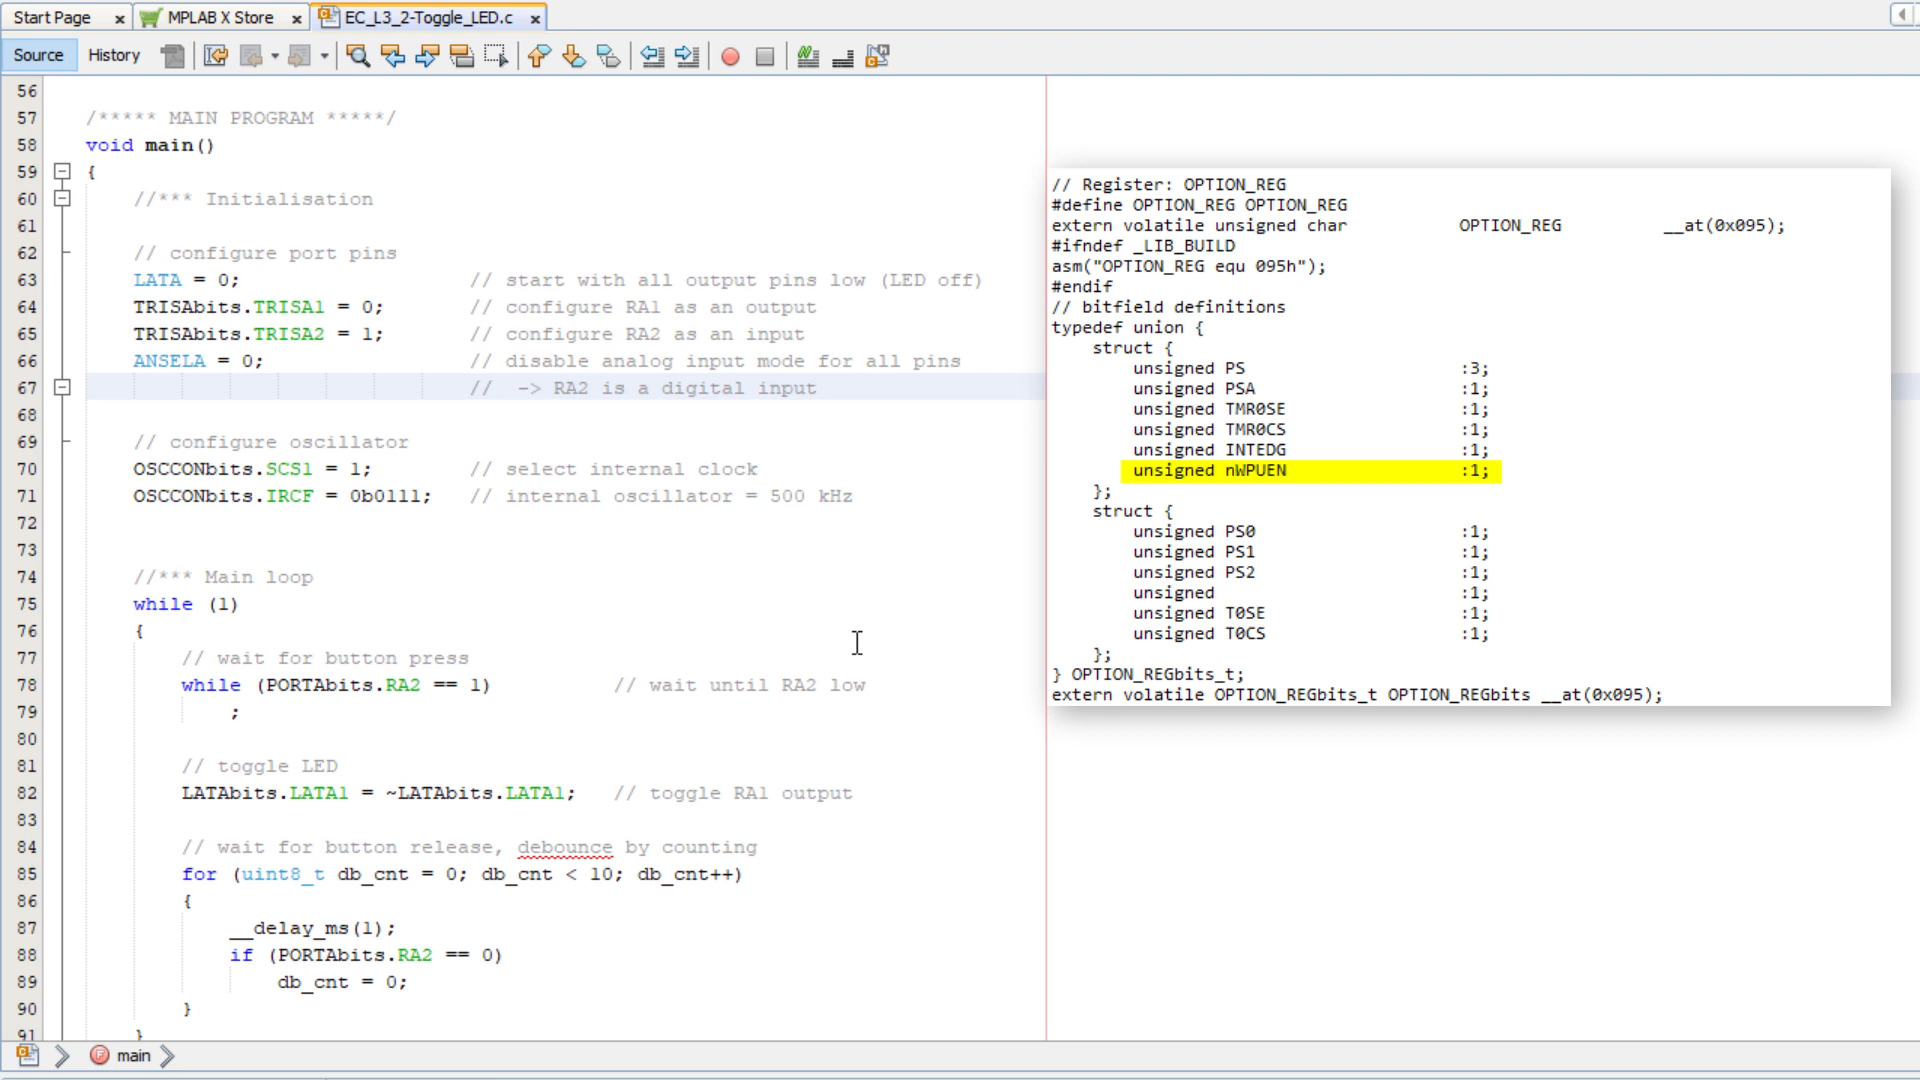 Start Page
MPLAB X Store
EC_L3_2-Toggle_LED.c
Source
History
56
57 /***** MAIN PROGRAM *****/
58 void main()
59 {
60 //*** Initialisation
61
62 // configure port pins
63 LATA = 0; // start with all output pins low (LED off)
64 TRISAbits.TRISA1 = 0; // configure RA1 as an output
65 TRISAbits.TRISA2 = 1; // configure RA2 as an input
66 ANSELA = 0; // disable analog input mode for all pins
67 // -> RA2 is a digital input
68
69 // configure oscillator
70 OSCCONbits.SCS1 = 1; // select internal clock
71 OSCCONbits.IRCF = 0b0111; // internal oscillator = 500 kHz
72
73
74 //*** Main loop
75 while (1)
76 {
77 // wait for button press
78 while (PORTAbits.RA2 == 1) // wait until RA2 low
79 ;
80
81 // toggle LED
82 LATAbits.LATA1 = ~LATAbits.LATA1; // toggle RA1 output
83
84 // wait for button release, debounce by counting
85 for (uint8_t db_cnt = 0; db_cnt < 10; db_cnt++)
86 {
87 __delay_ms(1);
88 if (PORTAbits.RA2 == 0)
89 db_cnt = 0;
90 }
91 }
main
// Register: OPTION_REG
#define OPTION_REG OPTION_REG
extern volatile unsigned char OPTION_REG __at(0x095);
#ifndef _LIB_BUILD
asm("OPTION_REG equ 095h");
#endif
// bitfield definitions
typedef union {
struct {
unsigned PS :3;
unsigned PSA :1;
unsigned TMR0SE :1;
unsigned TMR0CS :1;
unsigned INTEDG :1;
unsigned nWPUEN :1;
};
struct {
unsigned PS0 :1;
unsigned PS1 :1;
unsigned PS2 :1;
unsigned :1;
unsigned T0SE :1;
unsigned T0CS :1;
};
} OPTION_REGbits_t;
extern volatile OPTION_REGbits_t OPTION_REGbits __at(0x095);